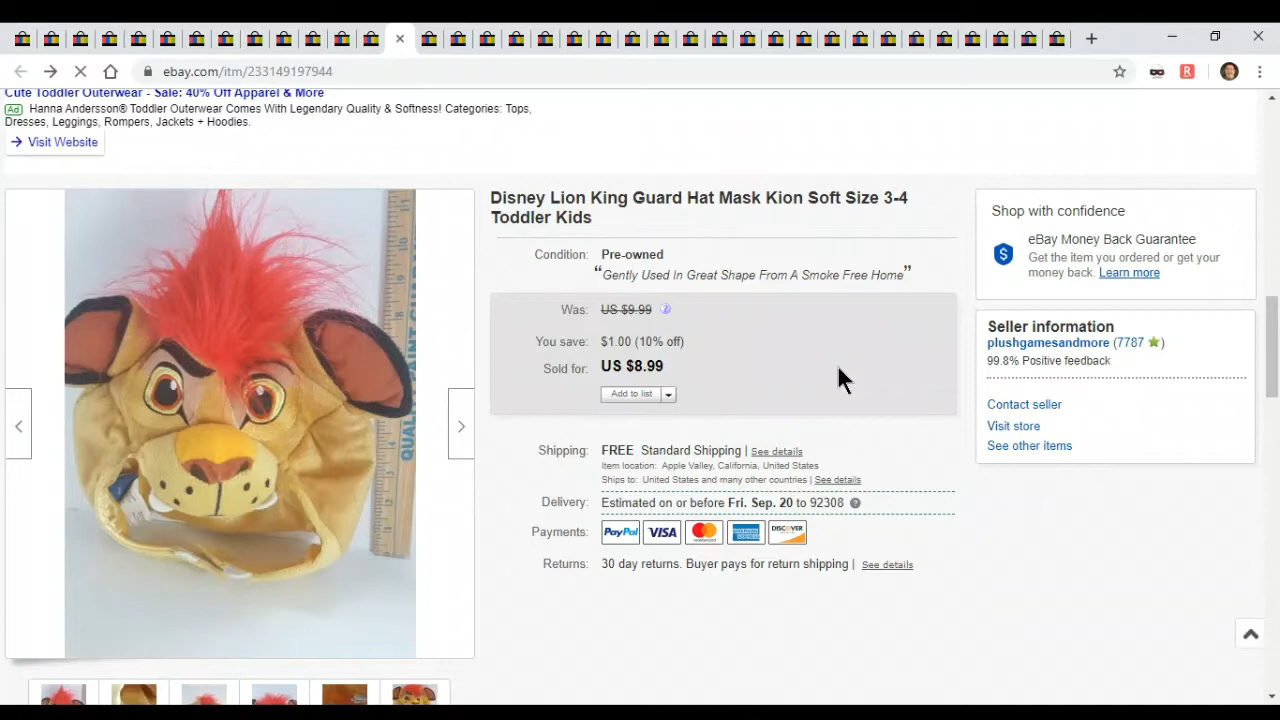 ebay.com/itm/233149197944
R
Cute Toddler Outerwear - Sale: 40% Off Apparel & More
Ad Hanna Andersson® Toddler Outerwear Comes With Legendary Quality & Softness! Categories: Tops,
Dresses, Leggings, Rompers, Jackets + Hoodies.
Visit Website
Disney Lion King Guard Hat Mask Kion Soft Size 3-4
Toddler Kids
Condition: Pre-owned
“Gently Used In Great Shape From A Smoke Free Home”
Was: US $9.99 ?
You save: $1.00 (10% off)
Sold for: US $8.99
Add to list
Shipping: FREE Standard Shipping | See details
Item location: Apple Valley, California, United States
Ships to: United States and many other countries | See details
Delivery: Estimated on or before Fri. Sep. 20 to 92308 ?
Payments: PayPal VISA mastercard AMERICAN EXPRESS DISCOVER
Returns: 30 day returns. Buyer pays for return shipping | See details
Shop with confidence
eBay Money Back Guarantee
Get the item you ordered or get your
money back. Learn more
Seller information
plushgamesandmore (7787 )
99.8% Positive feedback
Contact seller
Visit store
See other items